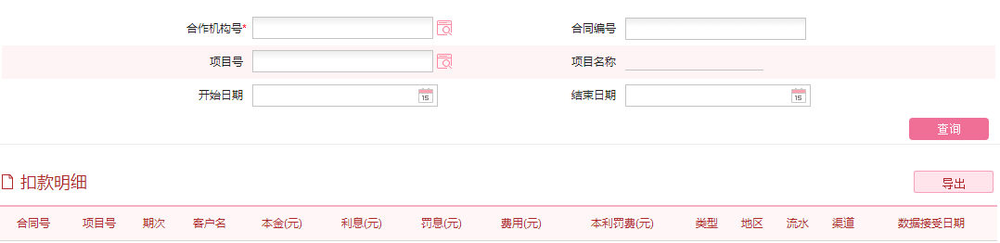 合作机构号* 合同编号
项目号 项目名称
开始日期 15 结束日期 15
查询
扣款明细 导出
合同号 项目号 期次 客户名 本金(元) 利息(元) 罚息(元) 费用(元) 本利罚费(元) 类型 地区 流水 渠道 数据接受日期